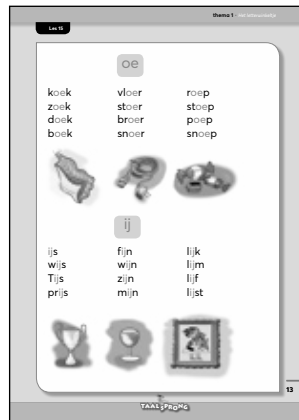 thema 1 - Het letterwinkeltje
Les 15
oe
koek vloer roep
zoek stoer stoep
doek broer poep
boek snoer snoep
ij
ijs fijn lijk
wijs wijn lijm
Tijs zijn lijf
prijs mijn lijst
13
TAALSPRONG